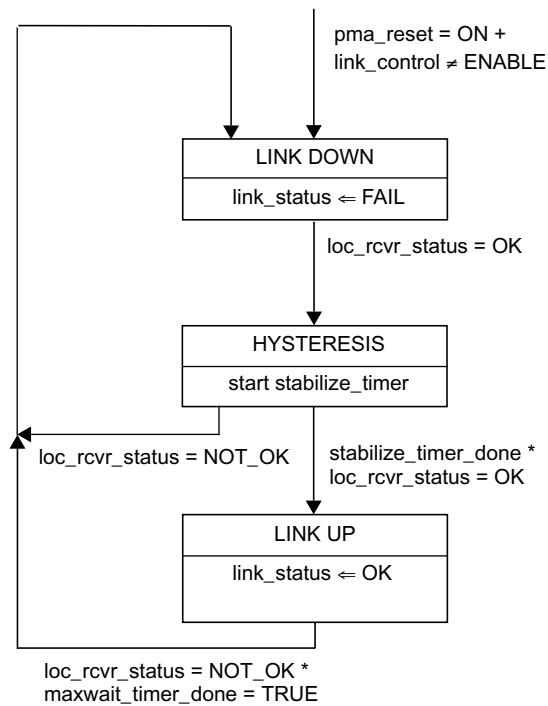 pma_reset = ON +
link_control ≠ ENABLE
LINK DOWN
link_status ⇐ FAIL
loc_rcvr_status = OK
HYSTERESIS
start stabilize_timer
loc_rcvr_status = NOT_OK
stabilize_timer_done *
loc_rcvr_status = OK
LINK UP
link_status ⇐ OK
loc_rcvr_status = NOT_OK *
maxwait_timer_done = TRUE